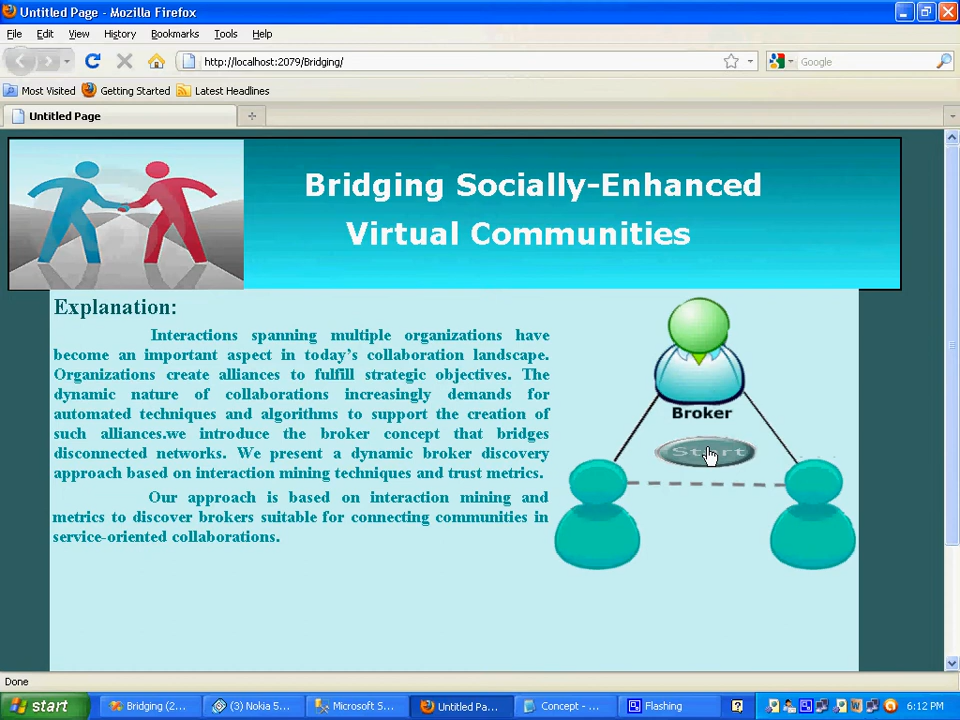 Untitled Page - Mozilla Firefox
File Edit View History Bookmarks Tools Help
http://localhost:2079/Bridging/
Google
Most Visited Getting Started Latest Headlines
Untitled Page
Bridging Socially-Enhanced
Virtual Communities
Explanation:
Interactions spanning multiple organizations have
become an important aspect in today's collaboration landscape.
Organizations create alliances to fulfill strategic objectives. The
dynamic nature of collaborations increasingly demands for
automated techniques and algorithms to support the creation of
such alliances.we introduce the broker concept that bridges
disconnected networks. We present a dynamic broker discovery
approach based on interaction mining techniques and trust metrics.
Our approach is based on interaction mining and
metrics to discover brokers suitable for connecting communities in
service-oriented collaborations.
Broker
Start
Done
start Bridging (2... (3) Nokia 5... Microsoft S... Untitled Pa... Concept - ... Flashing 6:12 PM